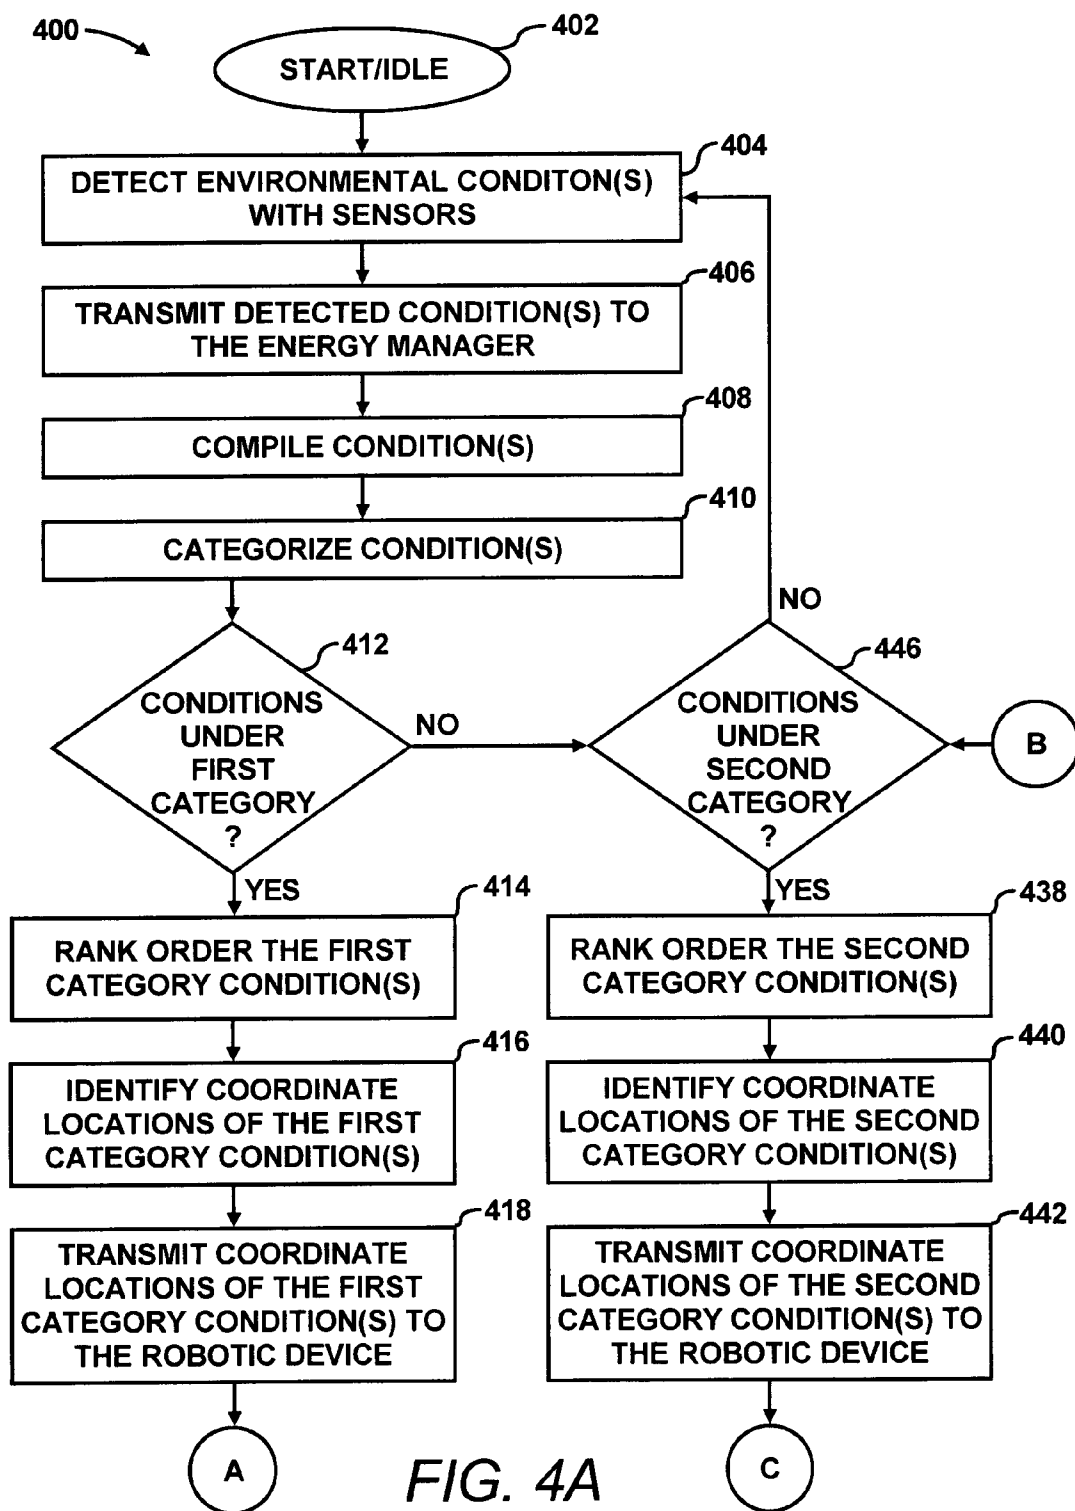 400
402
START/IDLE
404
DETECT ENVIRONMENTAL CONDITON(S)
WITH SENSORS
406
TRANSMIT DETECTED CONDITION(S) TO
THE ENERGY MANAGER
408
COMPILE CONDITION(S)
410
CATEGORIZE CONDITION(S)
412
CONDITIONS
UNDER
FIRST
CATEGORY
?
NO
YES
446
CONDITIONS
UNDER
SECOND
CATEGORY
?
NO
YES
B
414
RANK ORDER THE FIRST
CATEGORY CONDITION(S)
416
IDENTIFY COORDINATE
LOCATIONS OF THE FIRST
CATEGORY CONDITION(S)
418
TRANSMIT COORDINATE
LOCATIONS OF THE FIRST
CATEGORY CONDITION(S) TO
THE ROBOTIC DEVICE
A
438
RANK ORDER THE SECOND
CATEGORY CONDITION(S)
440
IDENTIFY COORDINATE
LOCATIONS OF THE SECOND
CATEGORY CONDITION(S)
442
TRANSMIT COORDINATE
LOCATIONS OF THE SECOND
CATEGORY CONDITION(S) TO
THE ROBOTIC DEVICE
C
FIG. 4A